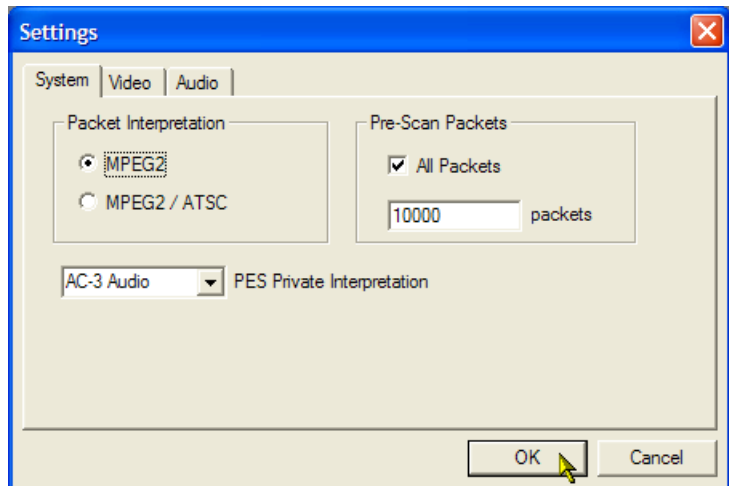 Settings
System Video Audio
Packet Interpretation
MPEG2
MPEG2 / ATSC
Pre-Scan Packets
All Packets
10000 packets
AC-3 Audio PES Private Interpretation
OK Cancel